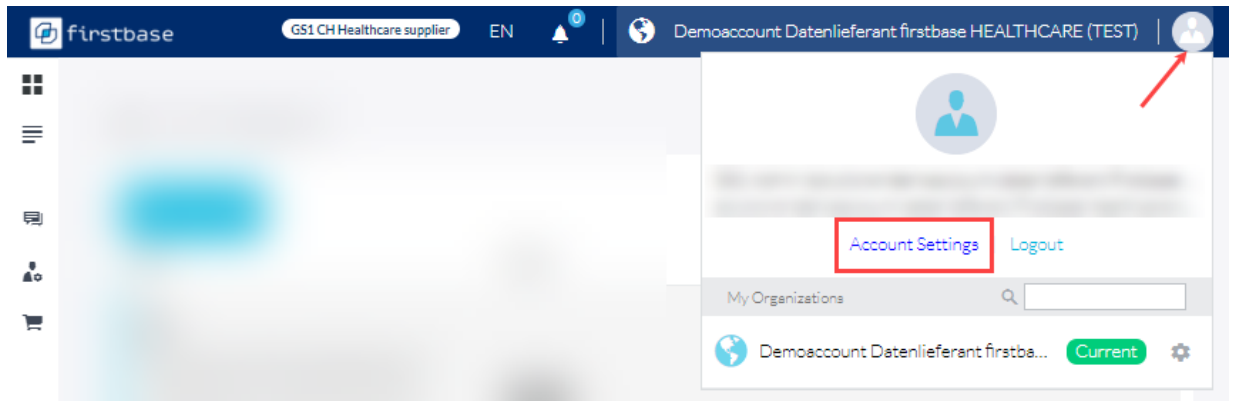 firstbase GS1 CH Healthcare supplier EN 0 Demoaccount Datenlieferant firstbase HEALTHCARE (TEST)
Account Settings Logout
My Organizations
Demoaccount Datenlieferant firstba... Current